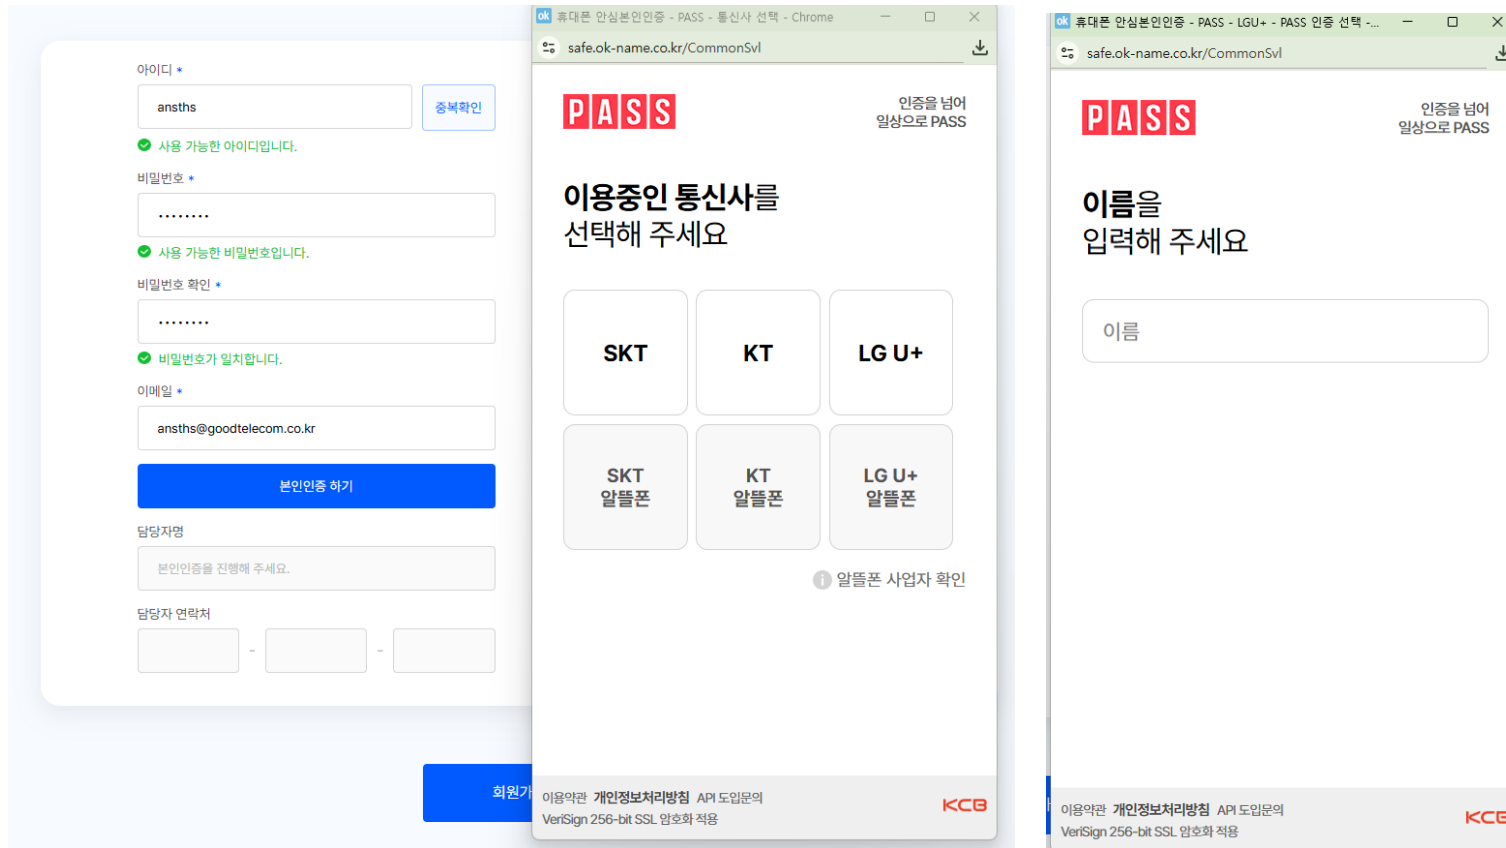 아이디 *
ansths
중복확인
사용 가능한 아이디입니다.
비밀번호 *
••••••••
사용 가능한 비밀번호입니다.
비밀번호 확인 *
••••••••
비밀번호가 일치합니다.
이메일 *
ansths@goodtelecom.co.kr
본인인증 하기
담당자명
본인인증을 진행해 주세요.
담당자 연락처
- -
회원가
ok 휴대폰 안심본인인증 - PASS - 통신사 선택 - Chrome
safe.ok-name.co.kr/CommonSvl
PASS
인증을 넘어
일상으로 PASS
이용중인 통신사를
선택해 주세요
SKT KT LG U+
SKT KT LG U+
알뜰폰 알뜰폰 알뜰폰
알뜰폰 사업자 확인
이용약관 개인정보처리방침 API 도입문의
VeriSign 256-bit SSL 암호화 적용
KCB
ok 휴대폰 안심본인인증 - PASS - LGU+ - PASS 인증 선택 -...
safe.ok-name.co.kr/CommonSvl
PASS
인증을 넘어
일상으로 PASS
이름을
입력해 주세요
이름
이용약관 개인정보처리방침 API 도입문의
VeriSign 256-bit SSL 암호화 적용
KCB